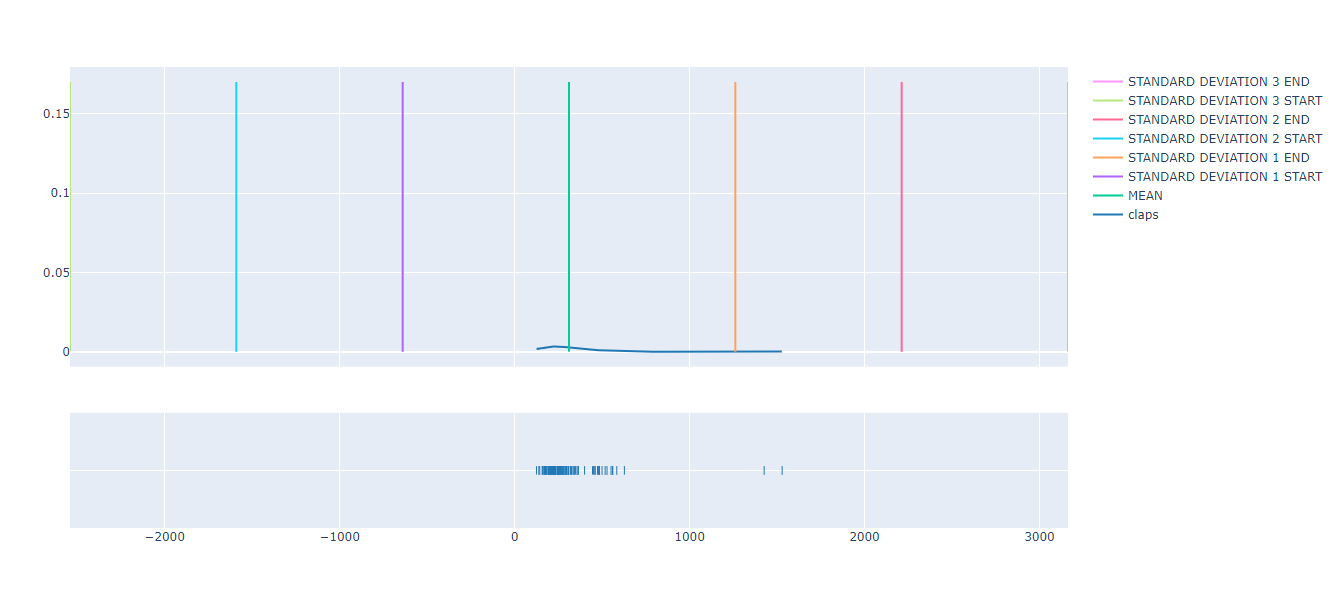 0.15
0.1
0.05
0
STANDARD DEVIATION 3 END
STANDARD DEVIATION 3 START
STANDARD DEVIATION 2 END
STANDARD DEVIATION 2 START
STANDARD DEVIATION 1 END
STANDARD DEVIATION 1 START
MEAN
claps
−2000 −1000 0 1000 2000 3000